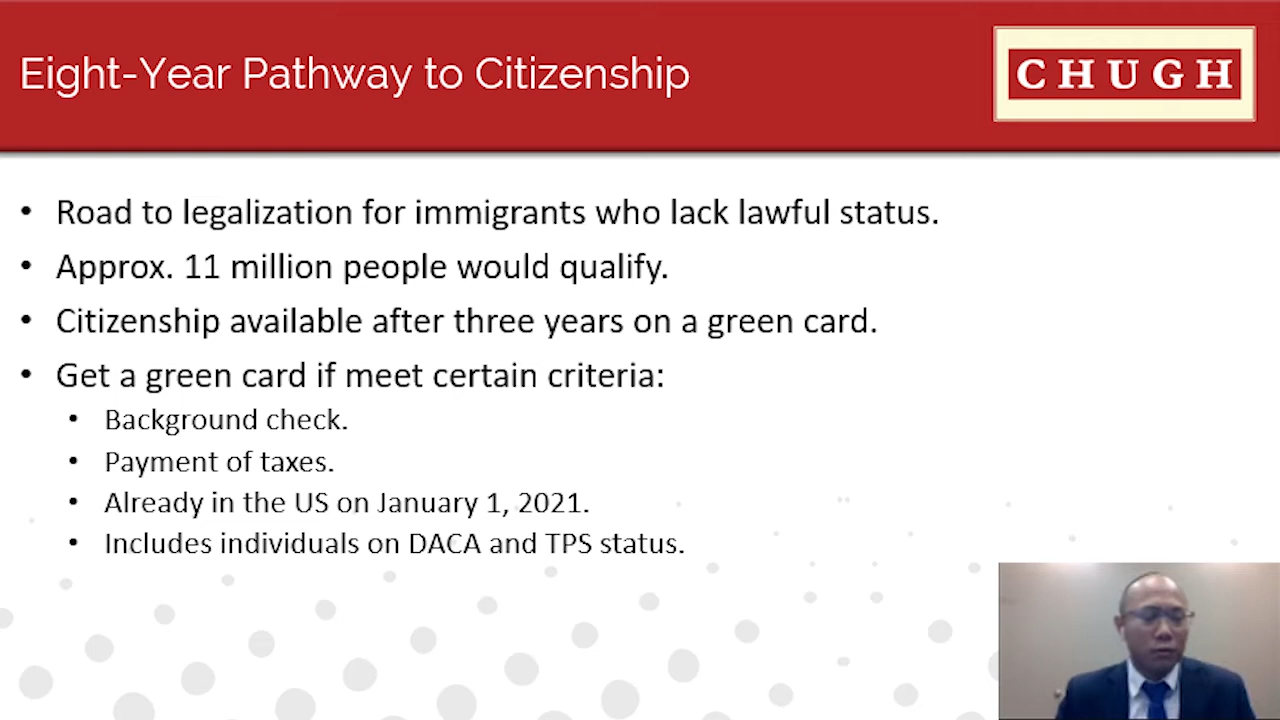 Eight-Year Pathway to Citizenship
CHUGH
• Road to legalization for immigrants who lack lawful status.
• Approx. 11 million people would qualify.
• Citizenship available after three years on a green card.
• Get a green card if meet certain criteria:
• Background check.
• Payment of taxes.
• Already in the US on January 1, 2021.
• Includes individuals on DACA and TPS status.